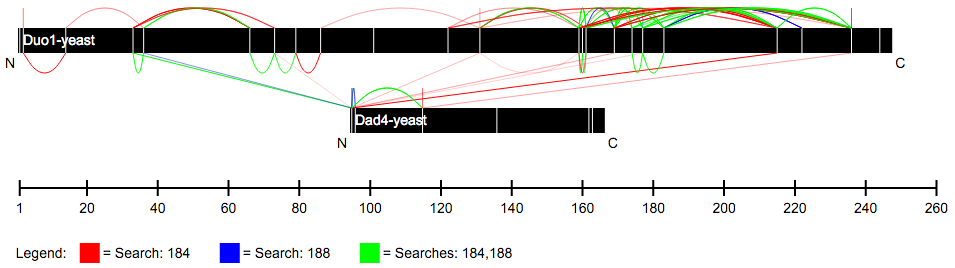 Duo1-yeast
N C
Dad4-yeast
N C
1 20 40 60 80 100 120 140 160 180 200 220 240 260
Legend: = Search: 184 = Search: 188 = Searches: 184,188